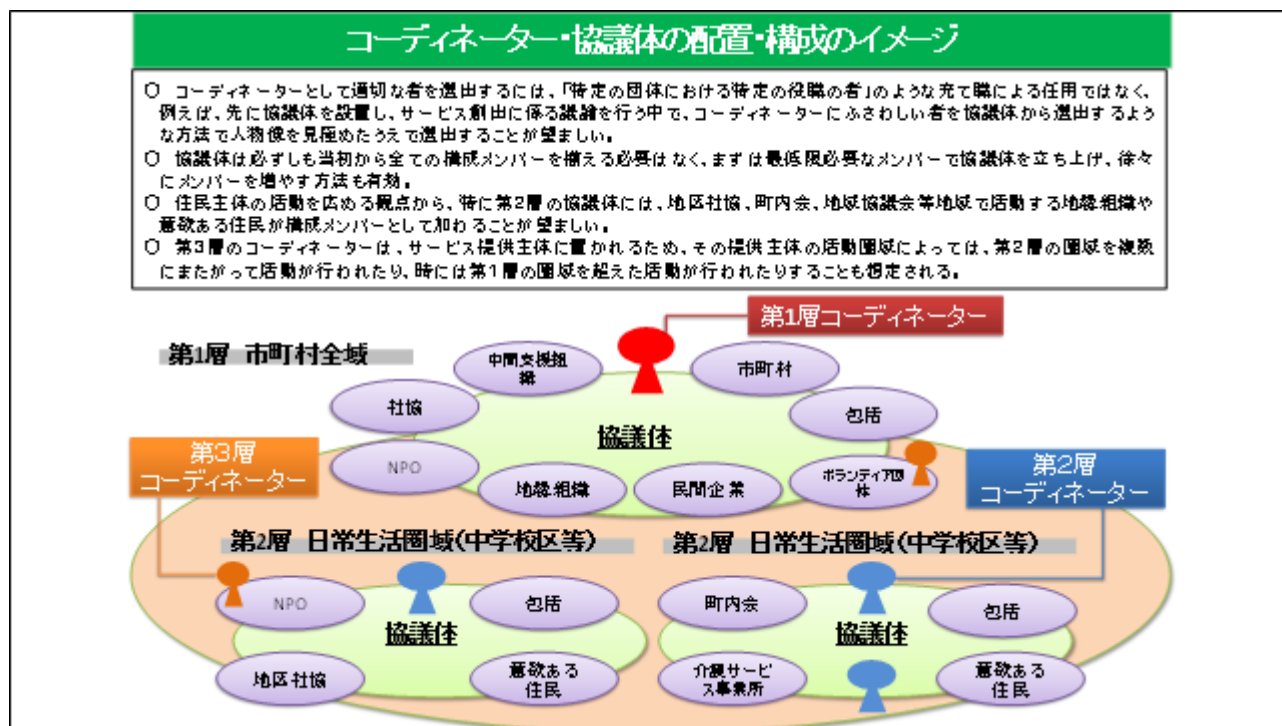 コーディネーター・協議体の配置・構成のイメージ
○ コーディネーターとして適切な者を選出するには、「特定の団体における特定の役職の者」のような充て職による任用ではなく、
例えば、先に協議体を設置し、サービス創出に係る議論を行う中で、コーディネーターにふさわしい者を協議体から選出するよう
な方法で人物像を見極めたうえで選出することが望ましい。
○ 協議体は必ずしも当初から全ての構成メンバーを揃える必要はなく、まずは最低限必要なメンバーで協議体を立ち上げ、徐々
にメンバーを増やす方法も有効。
○ 住民主体の活動を広める観点から、特に第2層の協議体には、地区社協、町内会、地域協議会等地域で活動する地縁組織や
意欲ある住民が構成メンバーとして加わることが望ましい。
○ 第3層のコーディネーターは、サービス提供主体に置かれるため、その提供主体の活動圏域によっては、第2層の圏域を複数
にまたがって活動が行われたり、時には第1層の圏域を超えた活動が行われたりすることも想定される。
第1層コーディネーター
第1層 市町村全域
中間支援組
織
市町村
社協
包括
協議体
第3層
コーディネーター
NPO
地縁組織
民間企業
ボランティア団
体
第2層
コーディネーター
第2層 日常生活圏域(中学校区等)
第2層 日常生活圏域(中学校区等)
NPO
包括
協議体
地区社協
意欲ある
住民
町内会
包括
協議体
介護サービ
ス事業所
意欲ある
住民